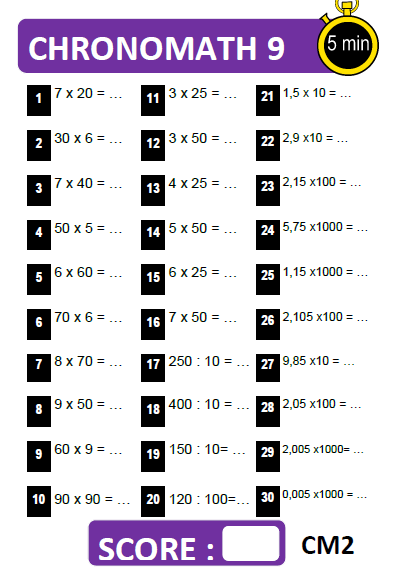 CHRONOMATH 9
5 min
1 7 x 20 = …
2 30 x 6 = …
3 7 x 40 = …
4 50 x 5 = …
5 6 x 60 = …
6 70 x 6 = …
7 8 x 70 = …
8 9 x 50 = …
9 60 x 9 = …
10 90 x 90 = …
11 3 x 25 = …
12 3 x 50 = …
13 4 x 25 = …
14 5 x 50 = …
15 6 x 25 = …
16 7 x 50 = …
17 250 : 10 = …
18 400 : 10 = …
19 150 : 10= …
20 120 : 100=…
21 1,5 x 10 = …
22 2,9 x10 = …
23 2,15 x100 = …
24 5,75 x1000 = …
25 1,15 x1000 = …
26 2,105 x100 = …
27 9,85 x10 = …
28 2,05 x100 = …
29 2,005 x1000= …
30 0,005 x1000 = …
SCORE :
CM2